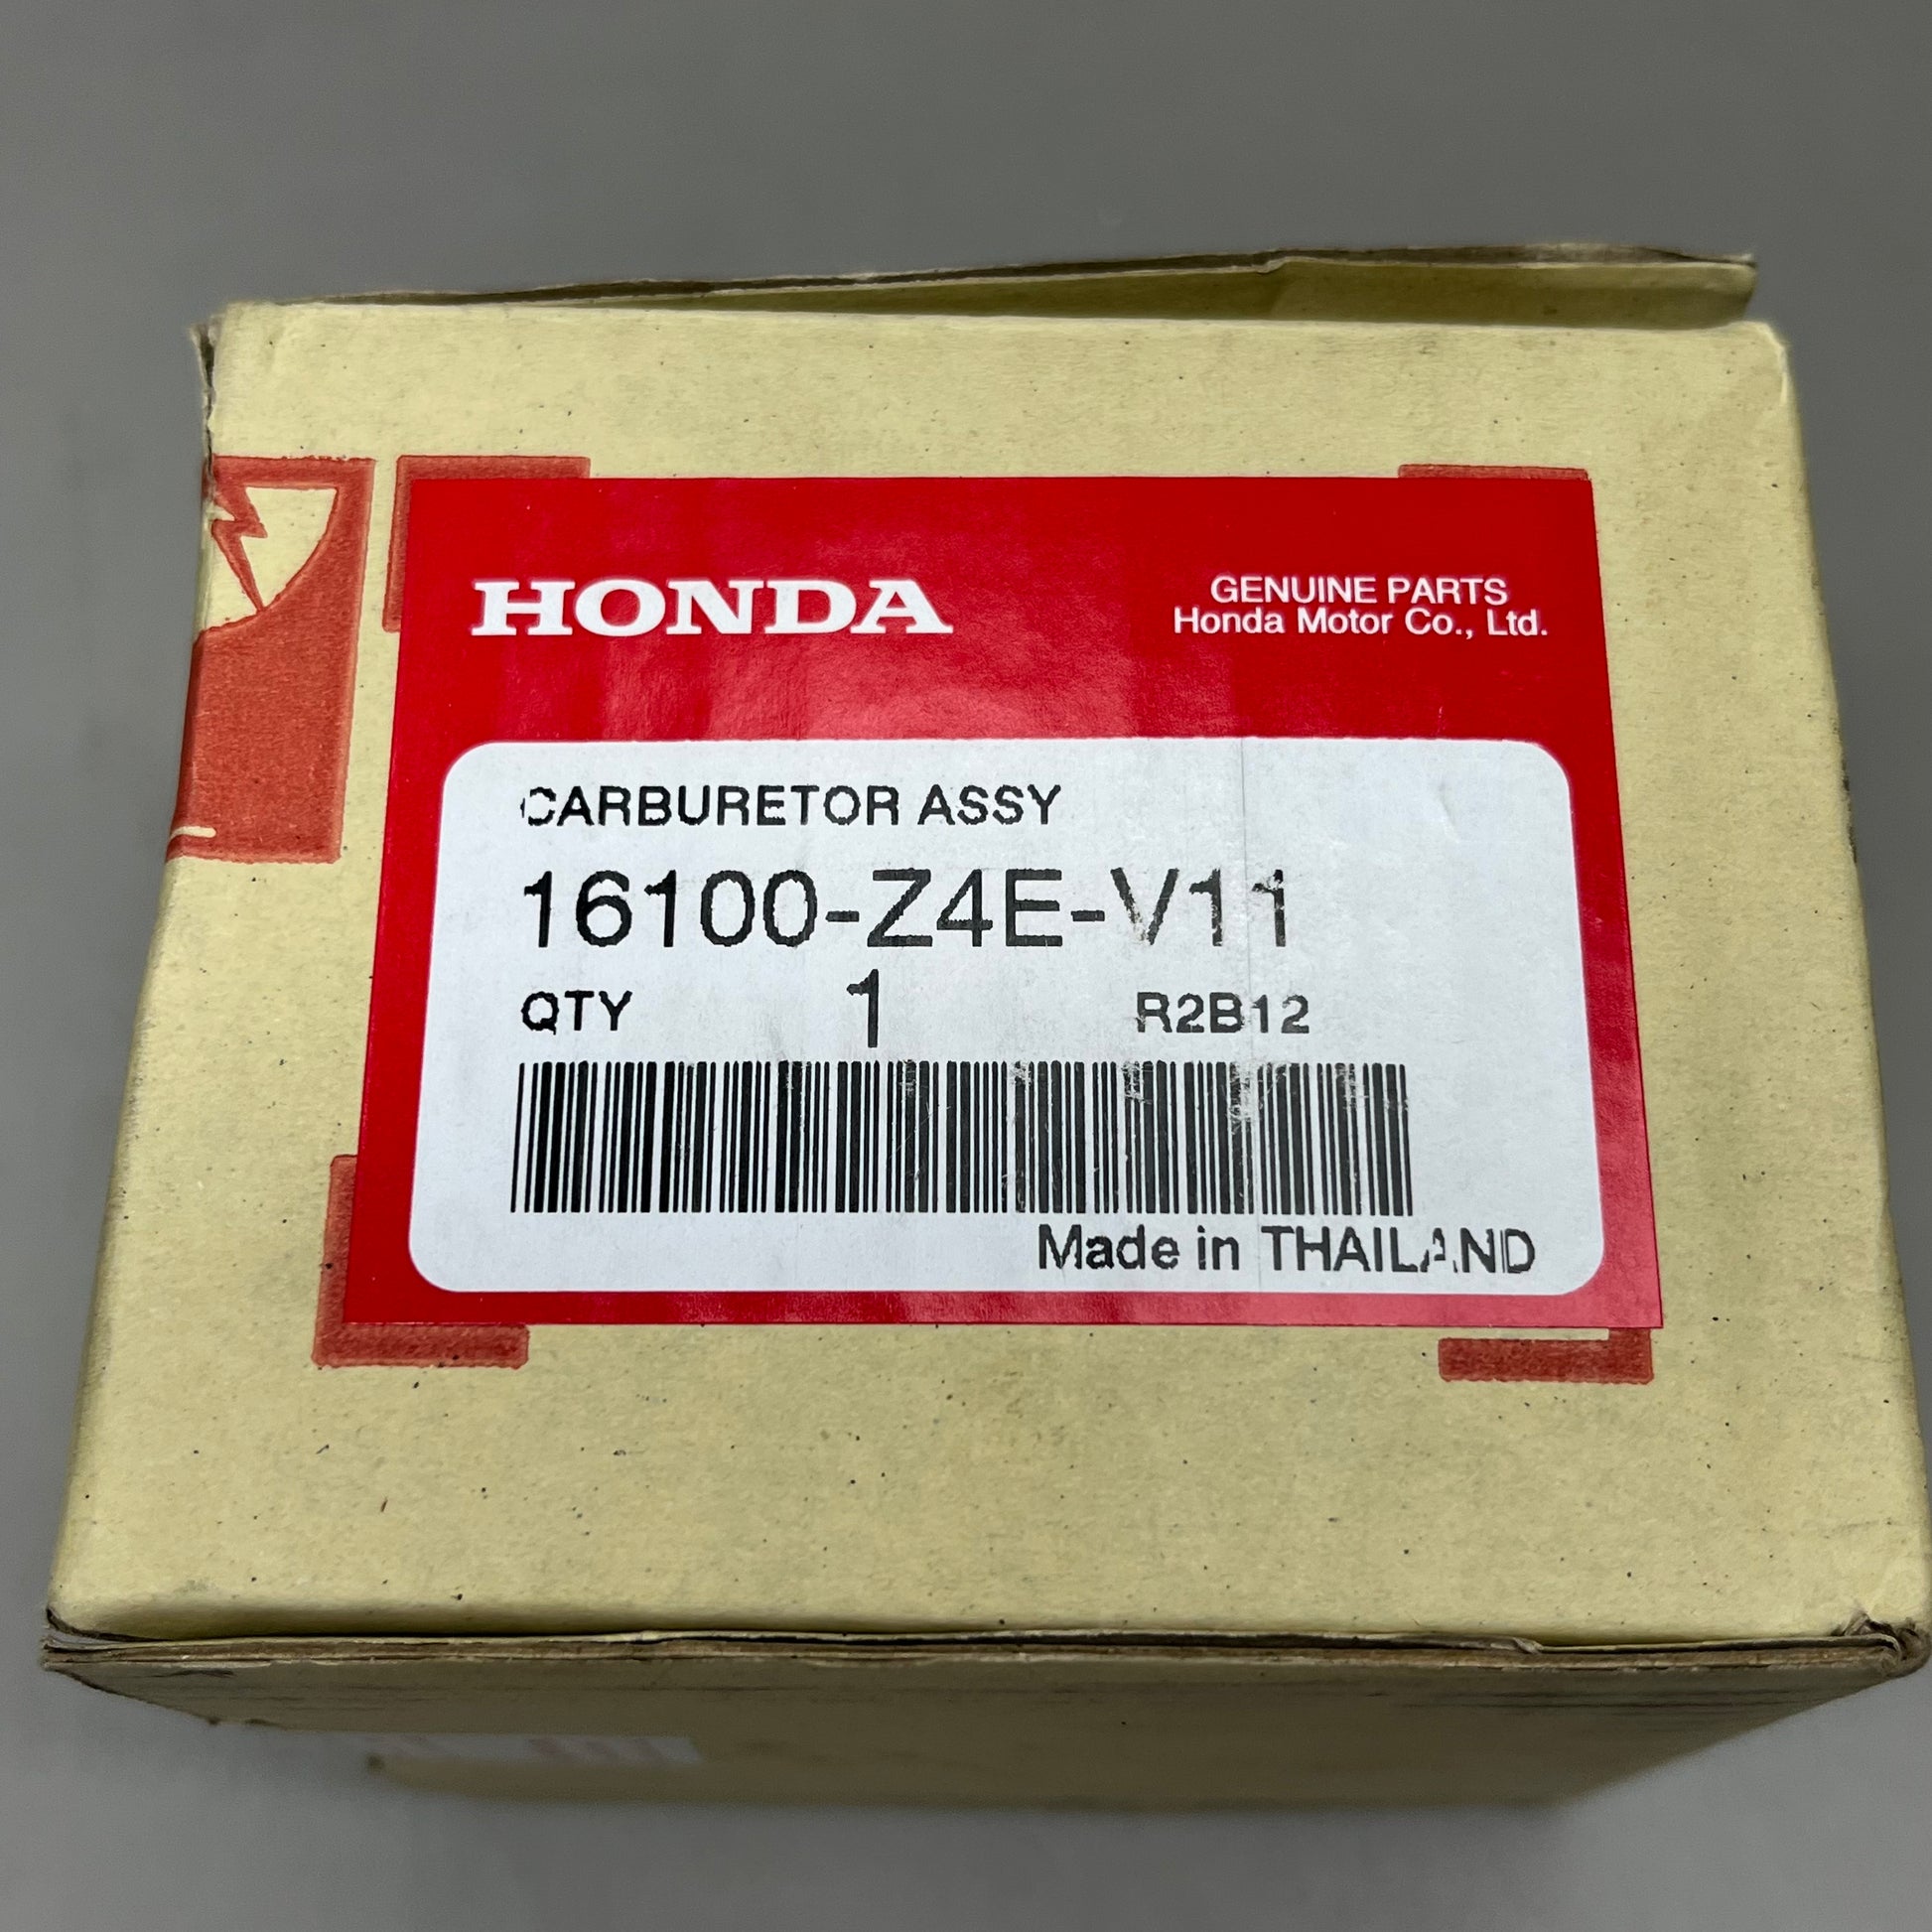 HONDA
GENUINE PARTS
Honda Motor Co., Ltd.
CARBURETOR ASSY
16100-Z4E-V11
QTY 1 R2B12
Made in THAILAND